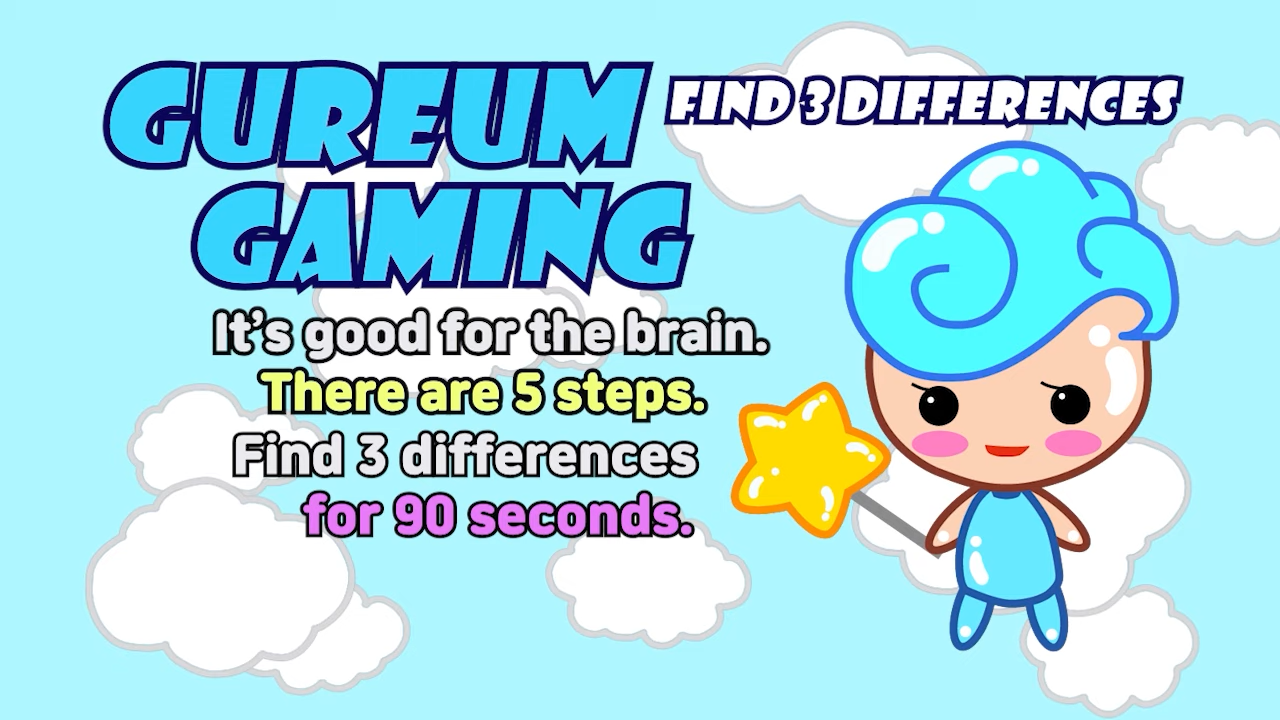 GUREUM
GAMING
FIND 3 DIFFERENCES
It's good for the brain.
There are 5 steps.
Find 3 differences
for 90 seconds.